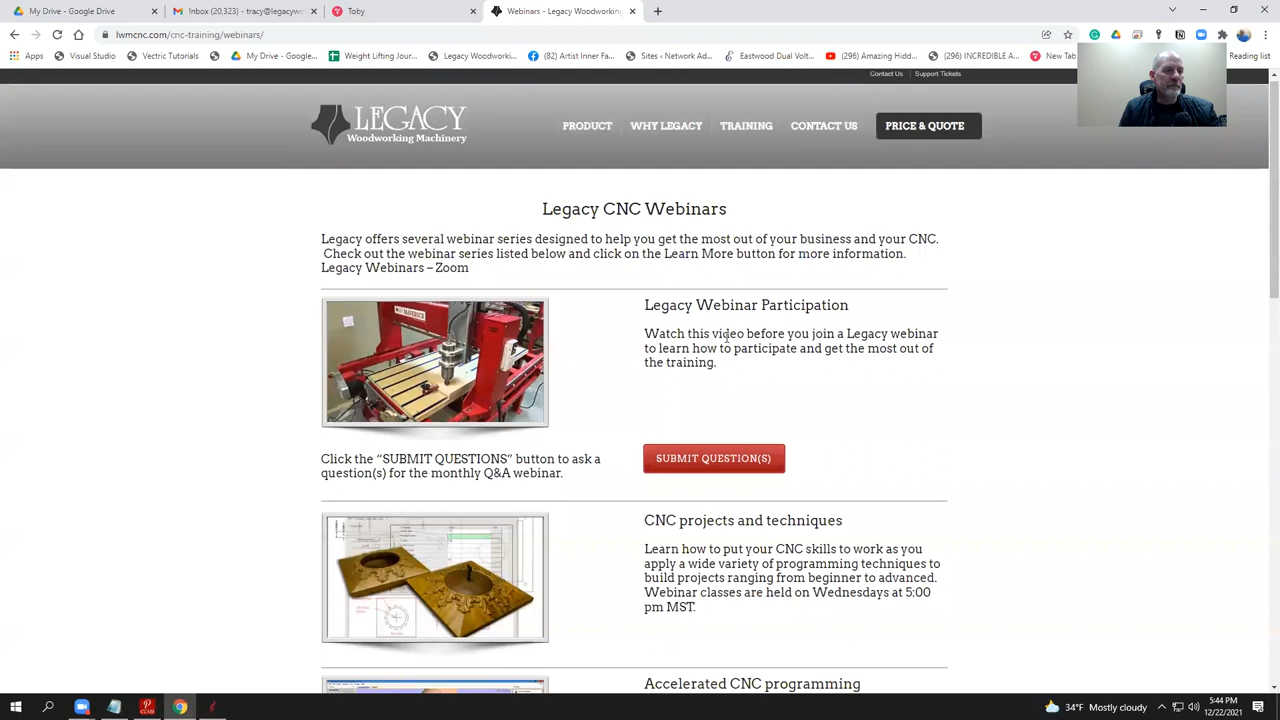 My Drive - Google Drive
Inbox (20,323) - tracy@legacywo
Toby
Webinars - Legacy Woodworking
lwmcnc.com/cnc-training/webinars/
Apps
Visual Studio
Vectric Tutorials
My Drive - Google...
Weight Lifting Jour...
Legacy Woodworki...
(82) Artist Inner Fa...
Sites ‹ Network Ad...
Eastwood Dual Volt...
(296) Amazing Hidd...
(296) INCREDIBLE A...
New Tab
Reading list
Contact Us
Support Tickets
LEGACY
Woodworking Machinery
PRODUCT
WHY LEGACY
TRAINING
CONTACT US
PRICE & QUOTE
Legacy CNC Webinars
Legacy offers several webinar series designed to help you get the most out of your business and your CNC.
Check out the webinar series listed below and click on the Learn More button for more information.
Legacy Webinars – Zoom
MAVERICK
Legacy Webinar Participation
Watch this video before you join a Legacy webinar
to learn how to participate and get the most out of
the training.
Click the “SUBMIT QUESTIONS” button to ask a
question(s) for the monthly Q&A webinar.
SUBMIT QUESTION(S)
CNC projects and techniques
Learn how to put your CNC skills to work as you
apply a wide variety of programming techniques to
build projects ranging from beginner to advanced.
Webinar classes are held on Wednesdays at 5:00
pm MST.
Accelerated CNC programming
34°F Mostly cloudy
5:44 PM
12/22/2021